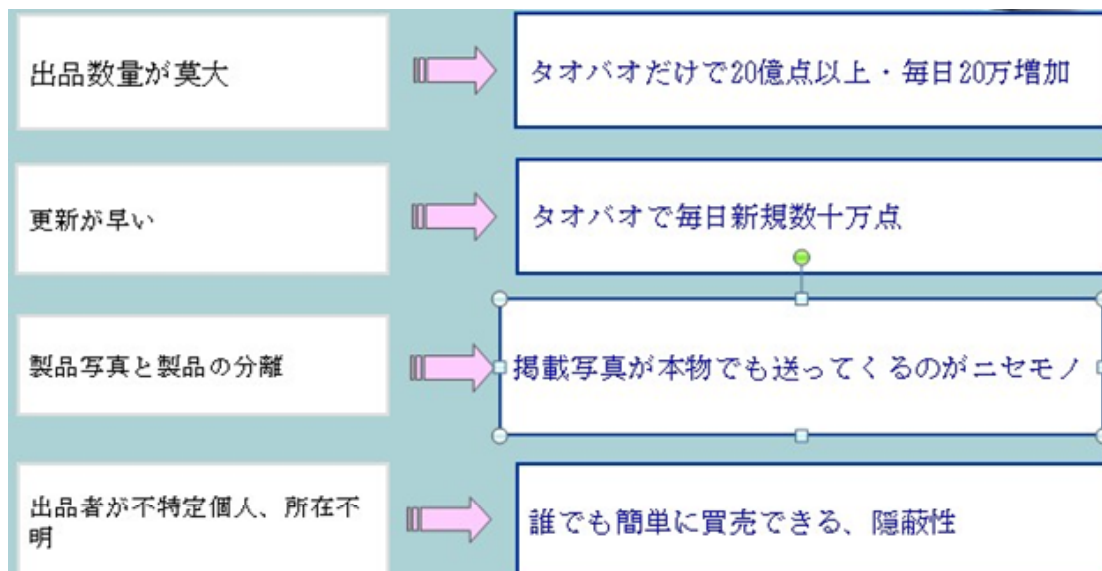 出品数量が莫大
タオバオだけで20億点以上・毎日20万増加
更新が早い
タオバオで毎日新規数十万点
製品写真と製品の分離
掲載写真が本物でも送ってくるのがニセモノ
出品者が不特定個人、所在不
明
誰でも簡単に買売できる、隠蔽性